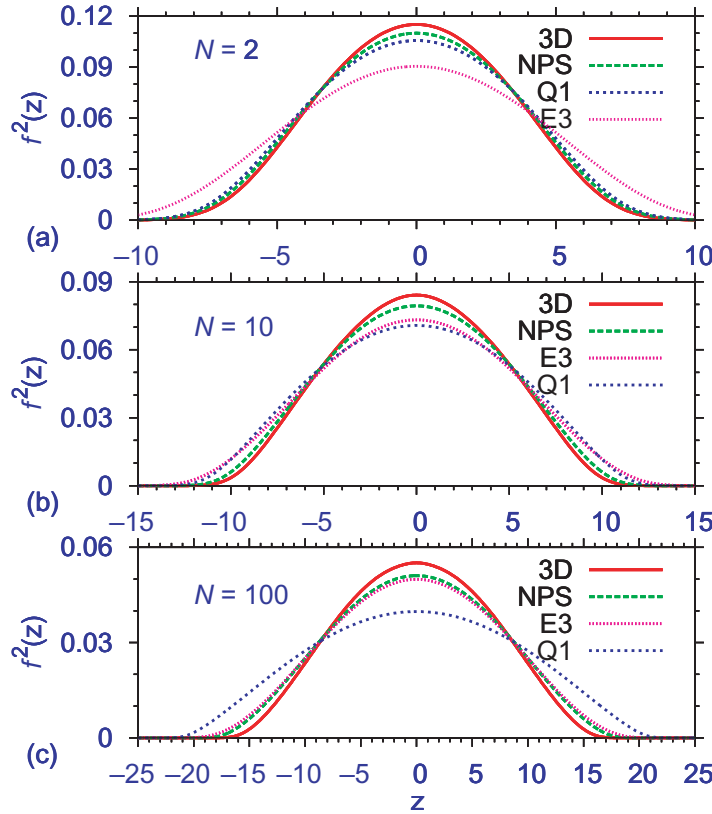 0.12
0.09
0.06
0.03
0
f²(z)
N = 2
3D
NPS
Q1
E3
(a)
−10 −5 0 5 10
0.09
0.06
0.03
0
f²(z)
N = 10
3D
NPS
E3
Q1
(b)
−15 −10 −5 0 5 10 15
0.06
0.03
0
f²(z)
N = 100
3D
NPS
E3
Q1
(c)
−25 −20 −15 −10 −5 0 5 10 15 20 25
z